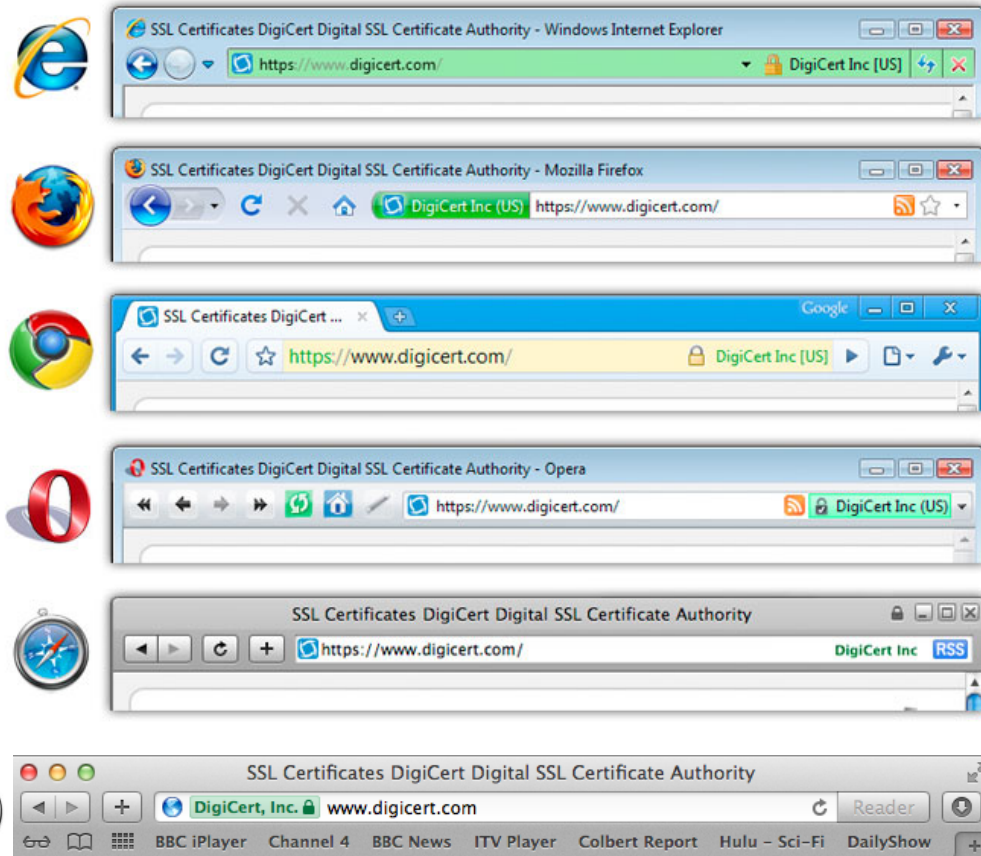 SSL Certificates DigiCert Digital SSL Certificate Authority - Windows Internet Explorer
https://www.digicert.com/ DigiCert Inc [US]
SSL Certificates DigiCert Digital SSL Certificate Authority - Mozilla Firefox
DigiCert Inc (US) https://www.digicert.com/
SSL Certificates DigiCert ... Google
https://www.digicert.com/ DigiCert Inc [US]
SSL Certificates DigiCert Digital SSL Certificate Authority - Opera
https://www.digicert.com/ DigiCert Inc (US)
SSL Certificates DigiCert Digital SSL Certificate Authority
https://www.digicert.com/ DigiCert Inc RSS
SSL Certificates DigiCert Digital SSL Certificate Authority
DigiCert, Inc. www.digicert.com Reader
BBC iPlayer Channel 4 BBC News ITV Player Colbert Report Hulu – Sci-Fi DailyShow